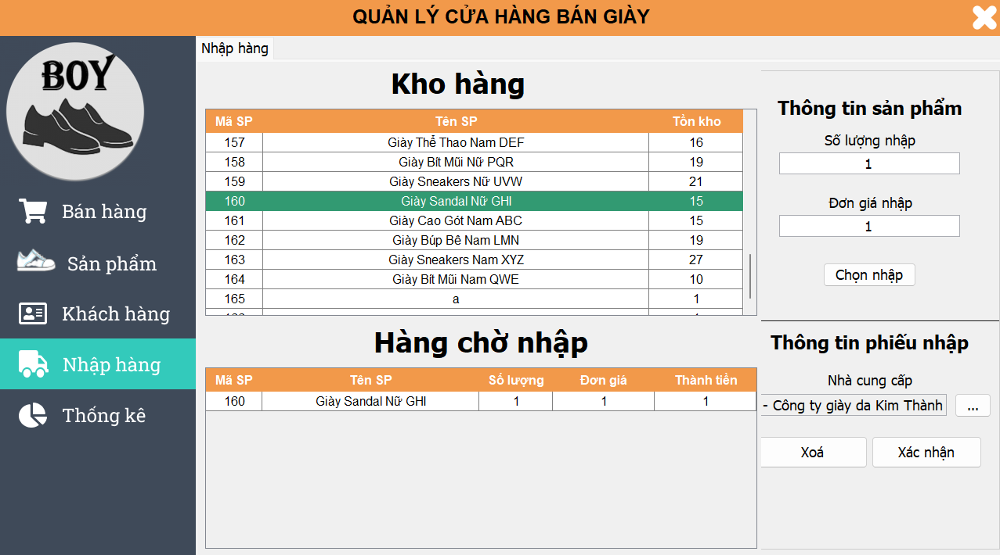 QUẢN LÝ CỬA HÀNG BÁN GIÀY
BOY
Bán hàng
Sản phẩm
Khách hàng
Nhập hàng
Thống kê
Nhập hàng
Kho hàng
Mã SP Tên SP Tồn kho
157 Giày Thể Thao Nam DEF 16
158 Giày Bít Mũi Nữ PQR 19
159 Giày Sneakers Nữ UVW 21
160 Giày Sandal Nữ GHI 15
161 Giày Cao Gót Nam ABC 15
162 Giày Búp Bê Nam LMN 19
163 Giày Sneakers Nam XYZ 27
164 Giày Bít Mũi Nam QWE 10
165 a 1
Hàng chờ nhập
Mã SP Tên SP Số lượng Đơn giá Thành tiền
160 Giày Sandal Nữ GHI 1 1 1
Thông tin sản phẩm
Số lượng nhập
1
Đơn giá nhập
1
Chọn nhập
Thông tin phiếu nhập
Nhà cung cấp
- Công ty giày da Kim Thành ...
Xoá Xác nhận